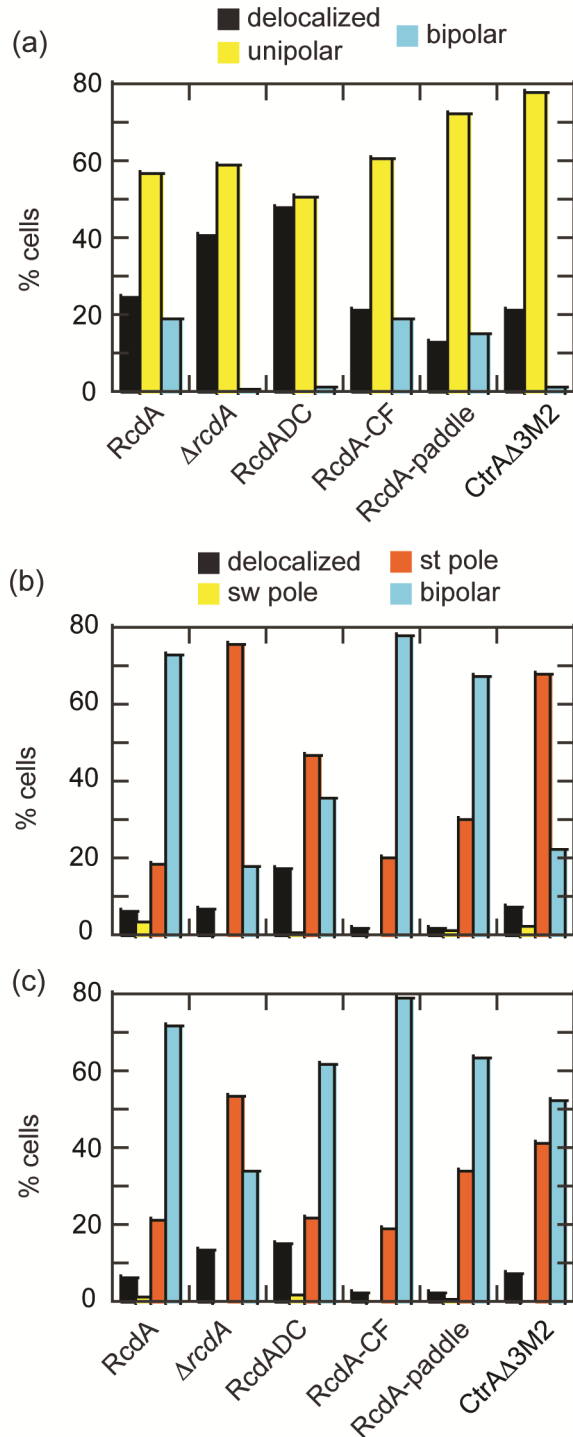 (a)
delocalized
unipolar
bipolar
80
60
40
20
0
% cells
RcdA
ΔrcdA
RcdADC
RcdA-CF
RcdA-paddle
CtrAΔ3M2
(b)
delocalized
sw pole
st pole
bipolar
80
60
40
20
0
% cells
(c)
80
60
40
20
0
% cells
RcdA
ΔrcdA
RcdADC
RcdA-CF
RcdA-paddle
CtrAΔ3M2